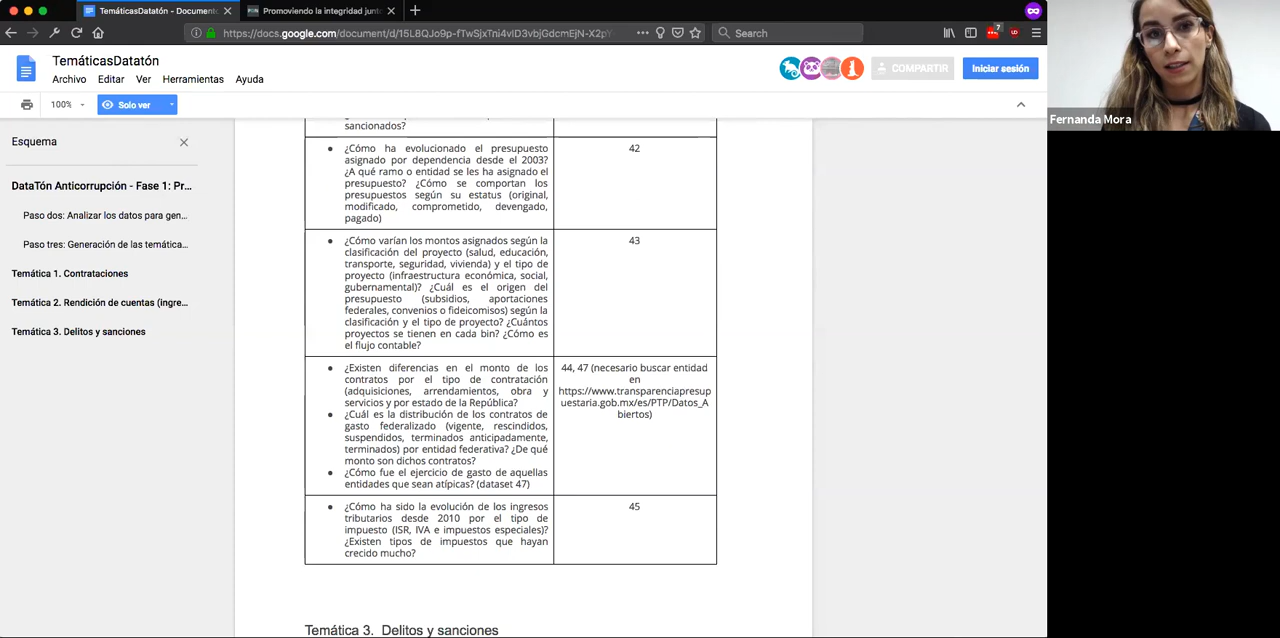 TemáticasDatatón - Document
Promoviendo la integridad junt
https://docs.google.com/document/d/15L8QJo9p-fTwSjxTni4vID3vbjGdcmEjN-X2pY
Search
7
TemáticasDatatón
Archivo Editar Ver Herramientas Ayuda
COMPARTIR
Iniciar sesión
100%
Solo ver
Fernanda Mora
Esquema
DataTón Anticorrupción - Fase 1: Pr...
Paso dos: Analizar los datos para gen...
Paso tres: Generación de las temática...
Temática 1. Contrataciones
Temática 2. Rendición de cuentas (ingre...
Temática 3. Delitos y sanciones
sancionados?
● ¿Cómo ha evolucionado el presupuesto
asignado por dependencia desde el 2003?
¿A qué ramo o entidad se les ha asignado el
presupuesto? ¿Cómo se comportan los
presupuestos según su estatus (original,
modificado, comprometido, devengado,
pagado)
42
● ¿Cómo varían los montos asignados según la
clasificación del proyecto (salud, educación,
transporte, seguridad, vivienda) y el tipo de
proyecto (infraestructura económica, social,
gubernamental)? ¿Cuál es el origen del
presupuesto (subsidios, aportaciones
federales, convenios o fideicomisos) según la
clasificación y el tipo de proyecto? ¿Cuántos
proyectos se tienen en cada bin? ¿Cómo es
el flujo contable?
43
● ¿Existen diferencias en el monto de los
contratos por el tipo de contratación
(adquisiciones, arrendamientos, obra y
servicios y por estado de la República?
● ¿Cuál es la distribución de los contratos de
gasto federalizado (vigente, rescindidos,
suspendidos, terminados anticipadamente,
terminados) por entidad federativa? ¿De qué
monto son dichos contratos?
● ¿Cómo fue el ejercicio de gasto de aquellas
entidades que sean atípicas? (dataset 47)
44, 47 (necesario buscar entidad
en
https://www.transparenciapresup
uestaria.gob.mx/es/PTP/Datos_A
biertos)
● ¿Cómo ha sido la evolución de los ingresos
tributarios desde 2010 por el tipo de
impuesto (ISR, IVA e impuestos especiales)?
¿Existen tipos de impuestos que hayan
crecido mucho?
45
Temática 3. Delitos y sanciones